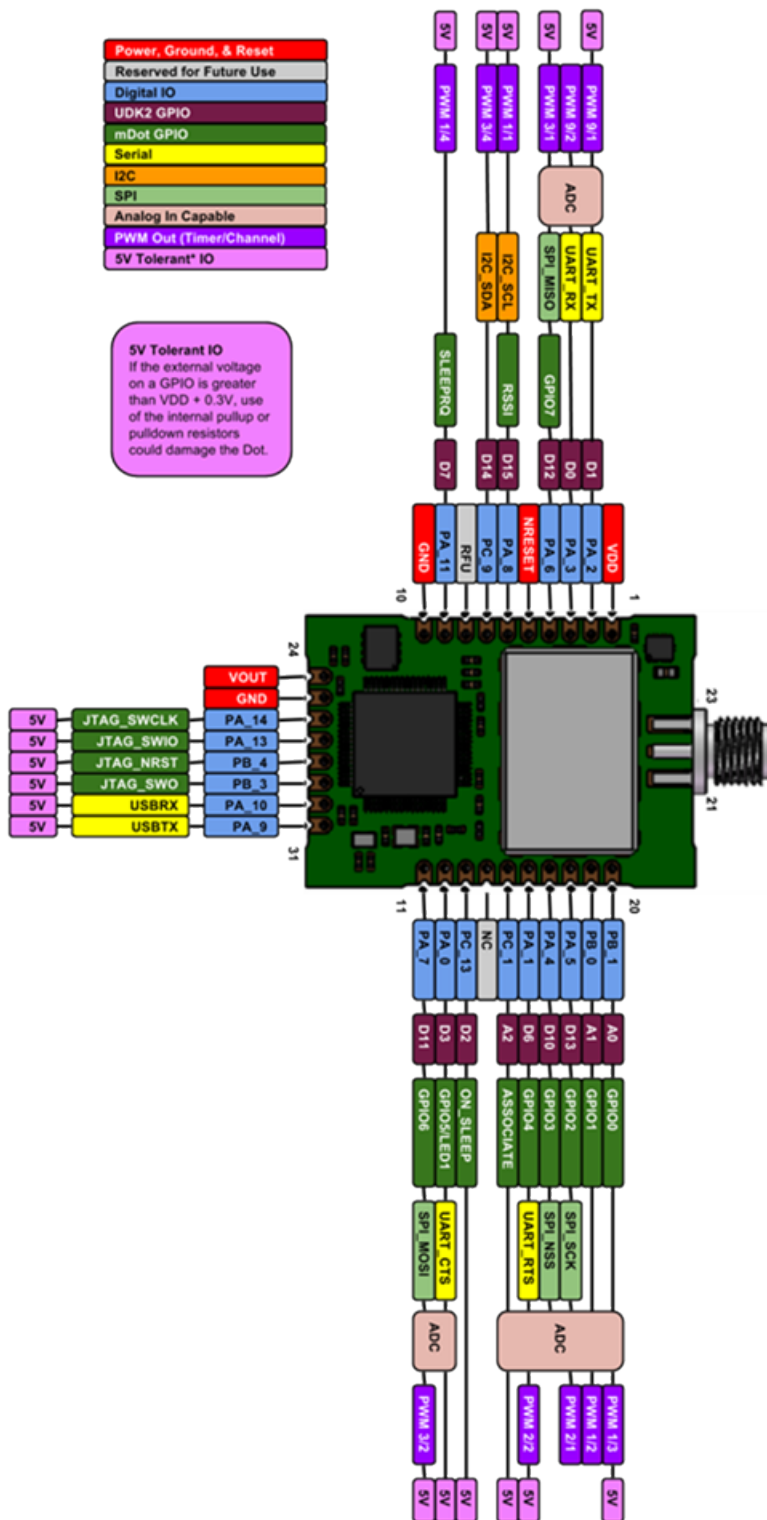 Power, Ground, & Reset
Reserved for Future Use
Digital IO
UDK2 GPIO
mDot GPIO
Serial
I2C
SPI
Analog In Capable
PWM Out (Timer/Channel)
5V Tolerant* IO
5V Tolerant IO
If the external voltage
on a GPIO is greater
than VDD + 0.3V, use
of the internal pullup or
pulldown resistors
could damage the Dot.
5V
5V
5V
5V
5V
PWM 1/4
PWM 3/4
PWM 1/1
PWM 3/1
PWM 9/2
PWM 9/1
ADC
I2C_SDA
I2C_SCL
SPI_MISO
UART_RX
UART_TX
SLEEPRQ
RSSI
GPIO7
D7
D14
D15
D12
D0
D1
GND
PA_11
RFU
PC_9
PA_8
NRESET
PA_6
PA_3
PA_2
VDD
10
1
24
23
VOUT
GND
5V JTAG_SWCLK PA_14
5V JTAG_SWIO PA_13
5V JTAG_NRST PB_4
5V JTAG_SWO PB_3
5V USBRX PA_10
5V USBTX PA_9
21
31
11
20
PA_7
PA_0
PC_13
NC
PC_1
PA_1
PA_4
PA_5
PB_0
PB_1
D11
D3
D2
A2
D6
D10
D13
A1
A0
GPIO6
GPIO5/LED1
ON_SLEEP
ASSOCIATE
GPIO4
GPIO3
GPIO2
GPIO1
GPIO0
SPI_MOSI
UART_CTS
UART_RTS
SPI_NSS
SPI_SCK
ADC
ADC
PWM 3/2
PWM 2/2
PWM 2/1
PWM 1/2
PWM 1/3
5V
5V
5V
5V
5V
5V